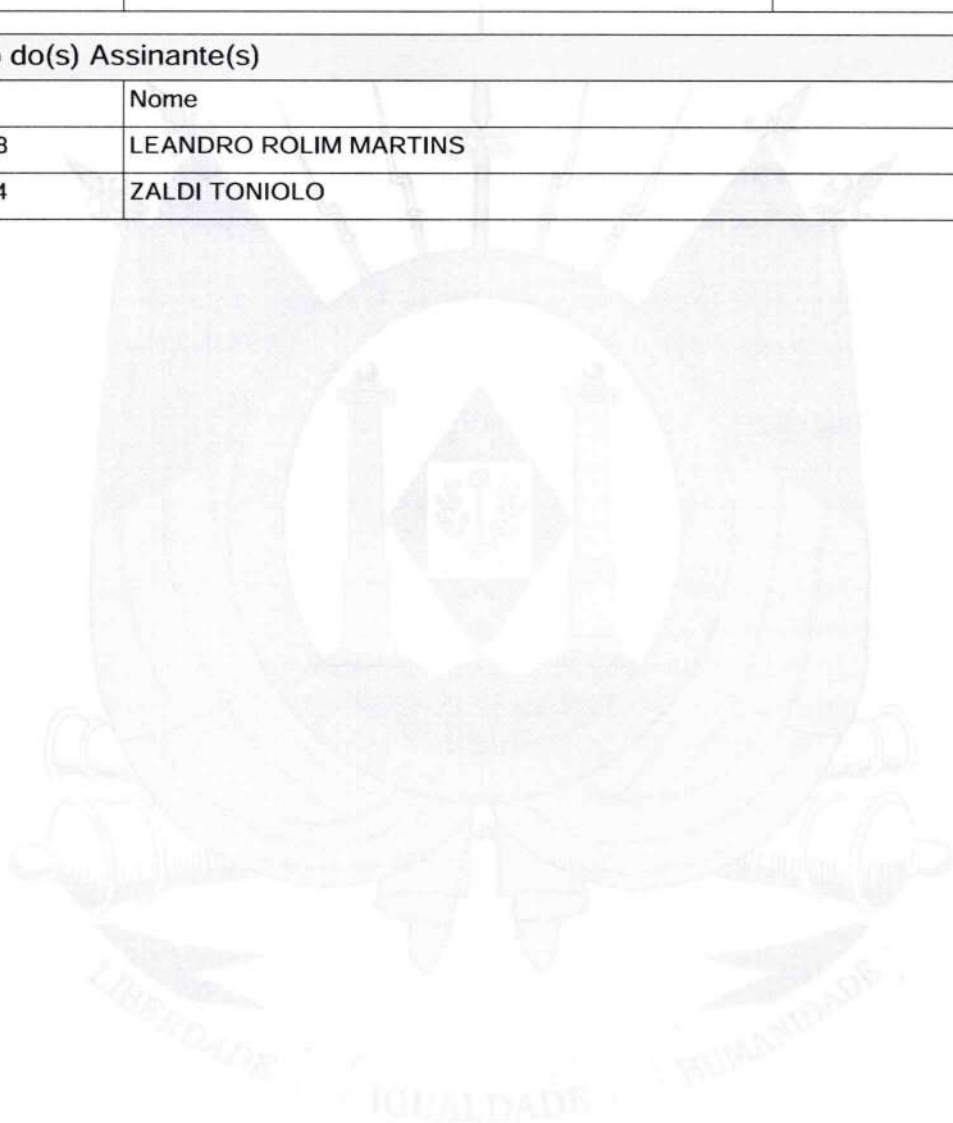 do(s) Assinante(s)
Nome
3 LEANDRO ROLIM MARTINS
4 ZALDI TONIOLO
LIBERDADE IGUALDADE HUMANIDADE